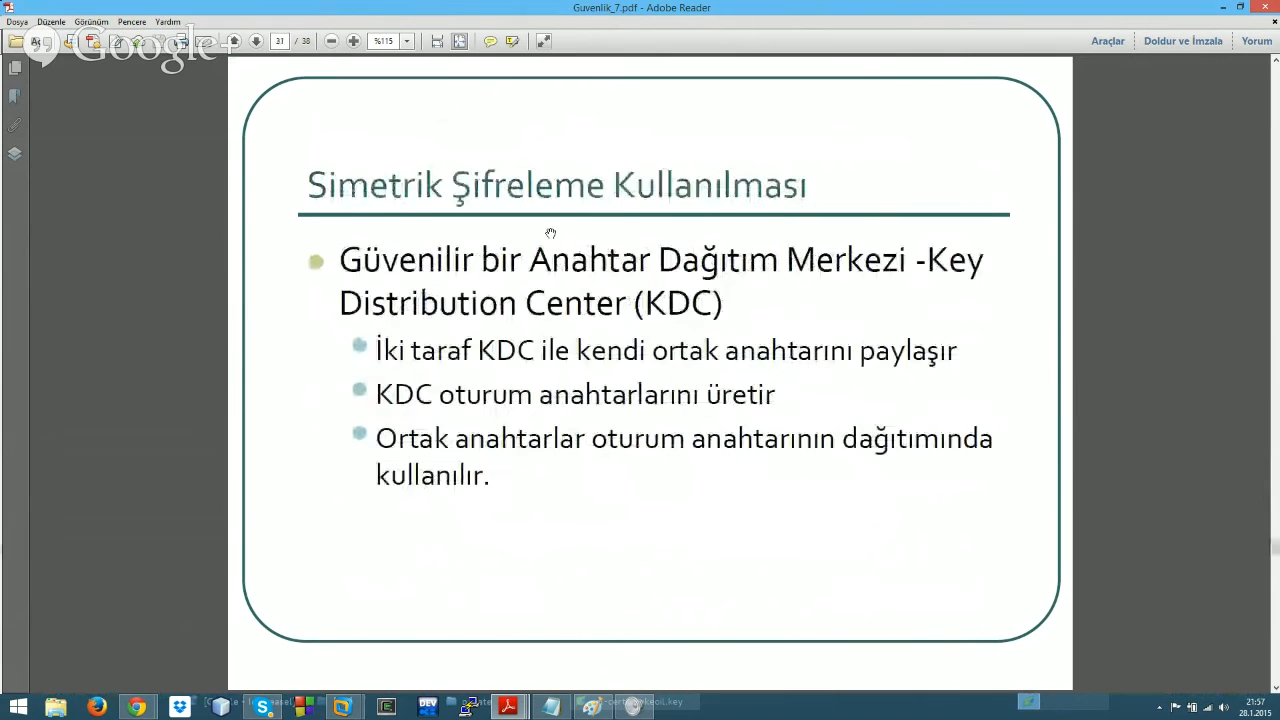 Guvenlik_7.pdf - Adobe Reader
Dosya Düzenle Görünüm Pencere Yardım
Google+
31 / 38 %115
Araçlar Doldur ve İmzala Yorum
Simetrik Şifreleme Kullanılması
Güvenilir bir Anahtar Dağıtım Merkezi -Key
Distribution Center (KDC)
İki taraf KDC ile kendi ortak anahtarını paylaşır
KDC oturum anahtarlarını üretir
Ortak anahtarlar oturum anahtarının dağıtımında
kullanılır.
DEV
21:57
28.1.2015